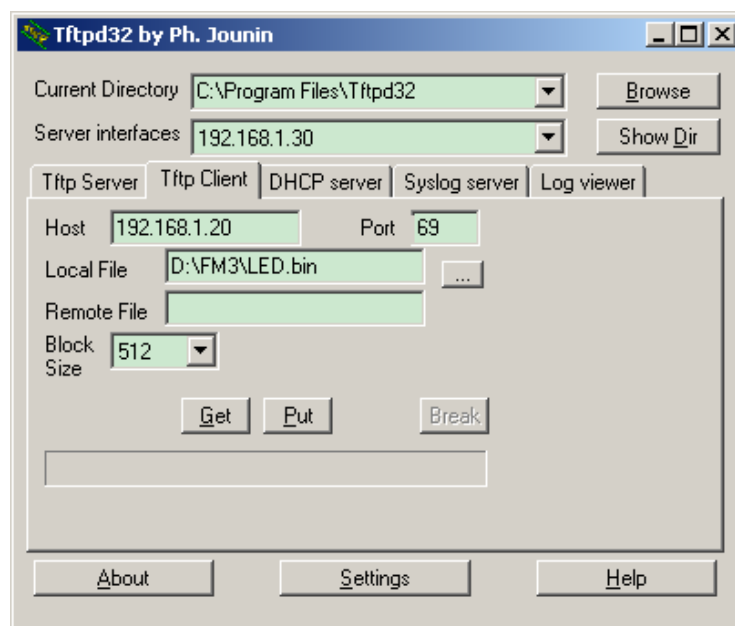 Tftpd32 by Ph. Jounin
Current Directory C:\Program Files\Tftpd32 Browse
Server interfaces 192.168.1.30 Show Dir
Tftp Server Tftp Client DHCP server Syslog server Log viewer
Host 192.168.1.20 Port 69
Local File D:\FM3\LED.bin ...
Remote File
Block
Size 512
Get Put Break
About Settings Help